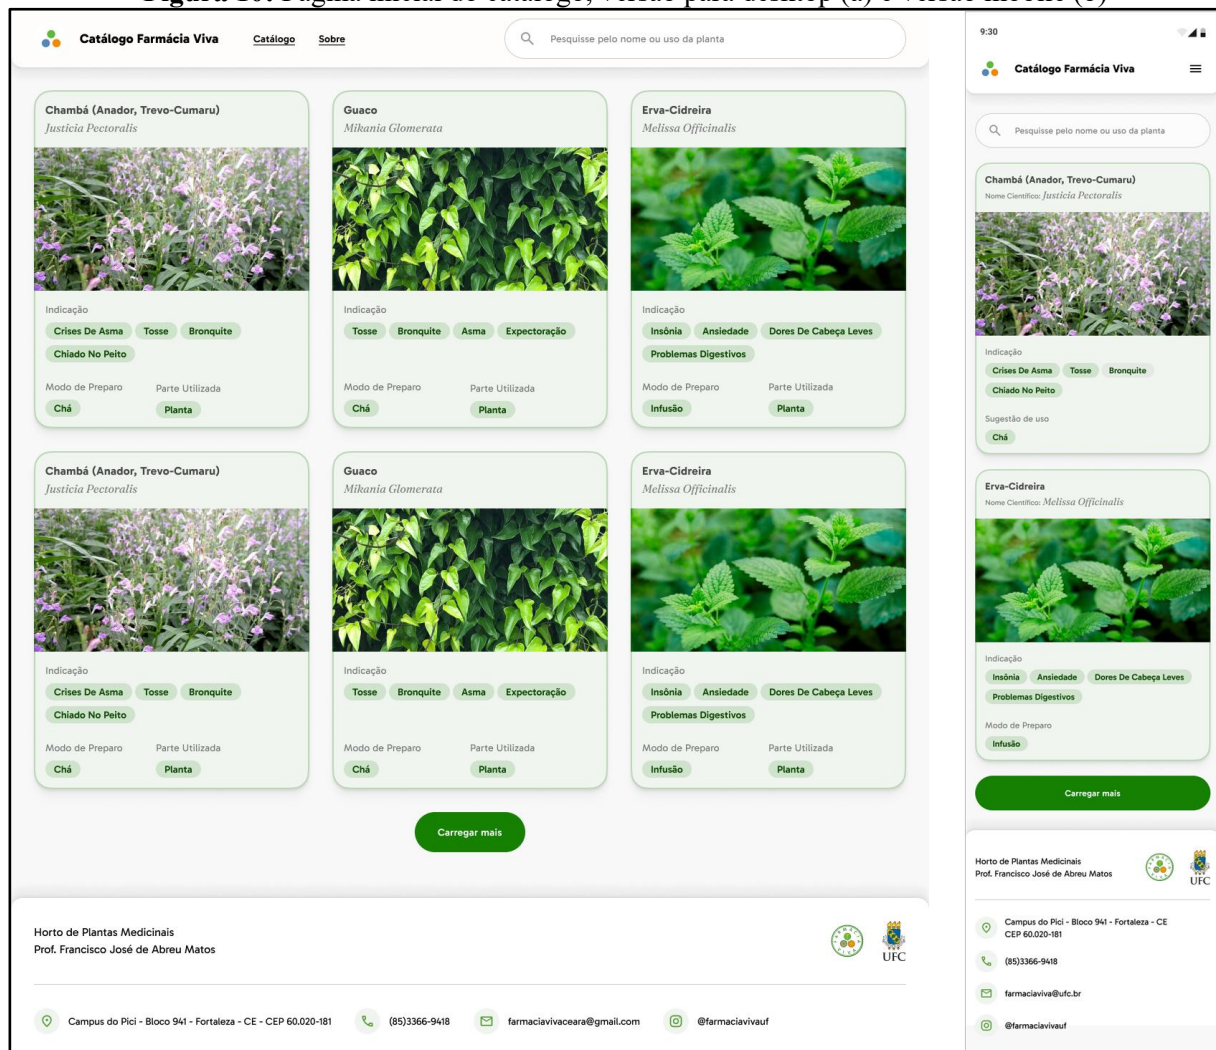 Figura 10: Página inicial do catálogo, versão para desktop (a) e versão mobile (b)
Catálogo Farmácia Viva
Catálogo
Sobre
Pesquise pelo nome ou uso da planta
Chambá (Anador, Trevo-Cumaru)
Justicia Pectoralis
Indicação
Crises De Asma Tosse Bronquite
Chiado No Peito
Modo de Preparo Parte Utilizada
Chá Planta
Guaco
Mikania Glomerata
Indicação
Tosse Bronquite Asma Expectoração
Modo de Preparo Parte Utilizada
Chá Planta
Erva-Cidreira
Melissa Officinalis
Indicação
Insônia Ansiedade Dores De Cabeça Leves
Problemas Digestivos
Modo de Preparo Parte Utilizada
Infusão Planta
Chambá (Anador, Trevo-Cumaru)
Justicia Pectoralis
Indicação
Crises De Asma Tosse Bronquite
Chiado No Peito
Modo de Preparo Parte Utilizada
Chá Planta
Guaco
Mikania Glomerata
Indicação
Tosse Bronquite Asma Expectoração
Modo de Preparo Parte Utilizada
Chá Planta
Erva-Cidreira
Melissa Officinalis
Indicação
Insônia Ansiedade Dores De Cabeça Leves
Problemas Digestivos
Modo de Preparo Parte Utilizada
Infusão Planta
Carregar mais
Horto de Plantas Medicinais
Prof. Francisco José de Abreu Matos
UFC
Campus do Pici - Bloco 941 - Fortaleza - CE - CEP 60.020-181
(85)3366-9418
farmaciavivaceara@gmail.com
@farmaciavivauf
9:30
Catálogo Farmácia Viva
Pesquise pelo nome ou uso da planta
Chambá (Anador, Trevo-Cumaru)
Nome Científico: Justicia Pectoralis
Indicação
Crises De Asma Tosse Bronquite
Chiado No Peito
Sugestão de uso
Chá
Erva-Cidreira
Nome Científico: Melissa Officinalis
Indicação
Insônia Ansiedade Dores De Cabeça Leves
Problemas Digestivos
Modo de Preparo
Infusão
Carregar mais
Horto de Plantas Medicinais
Prof. Francisco José de Abreu Matos
UFC
Campus do Pici - Bloco 941 - Fortaleza - CE
CEP 60.020-181
(85)3366-9418
farmaciaviva@ufc.br
@farmaciavivauf